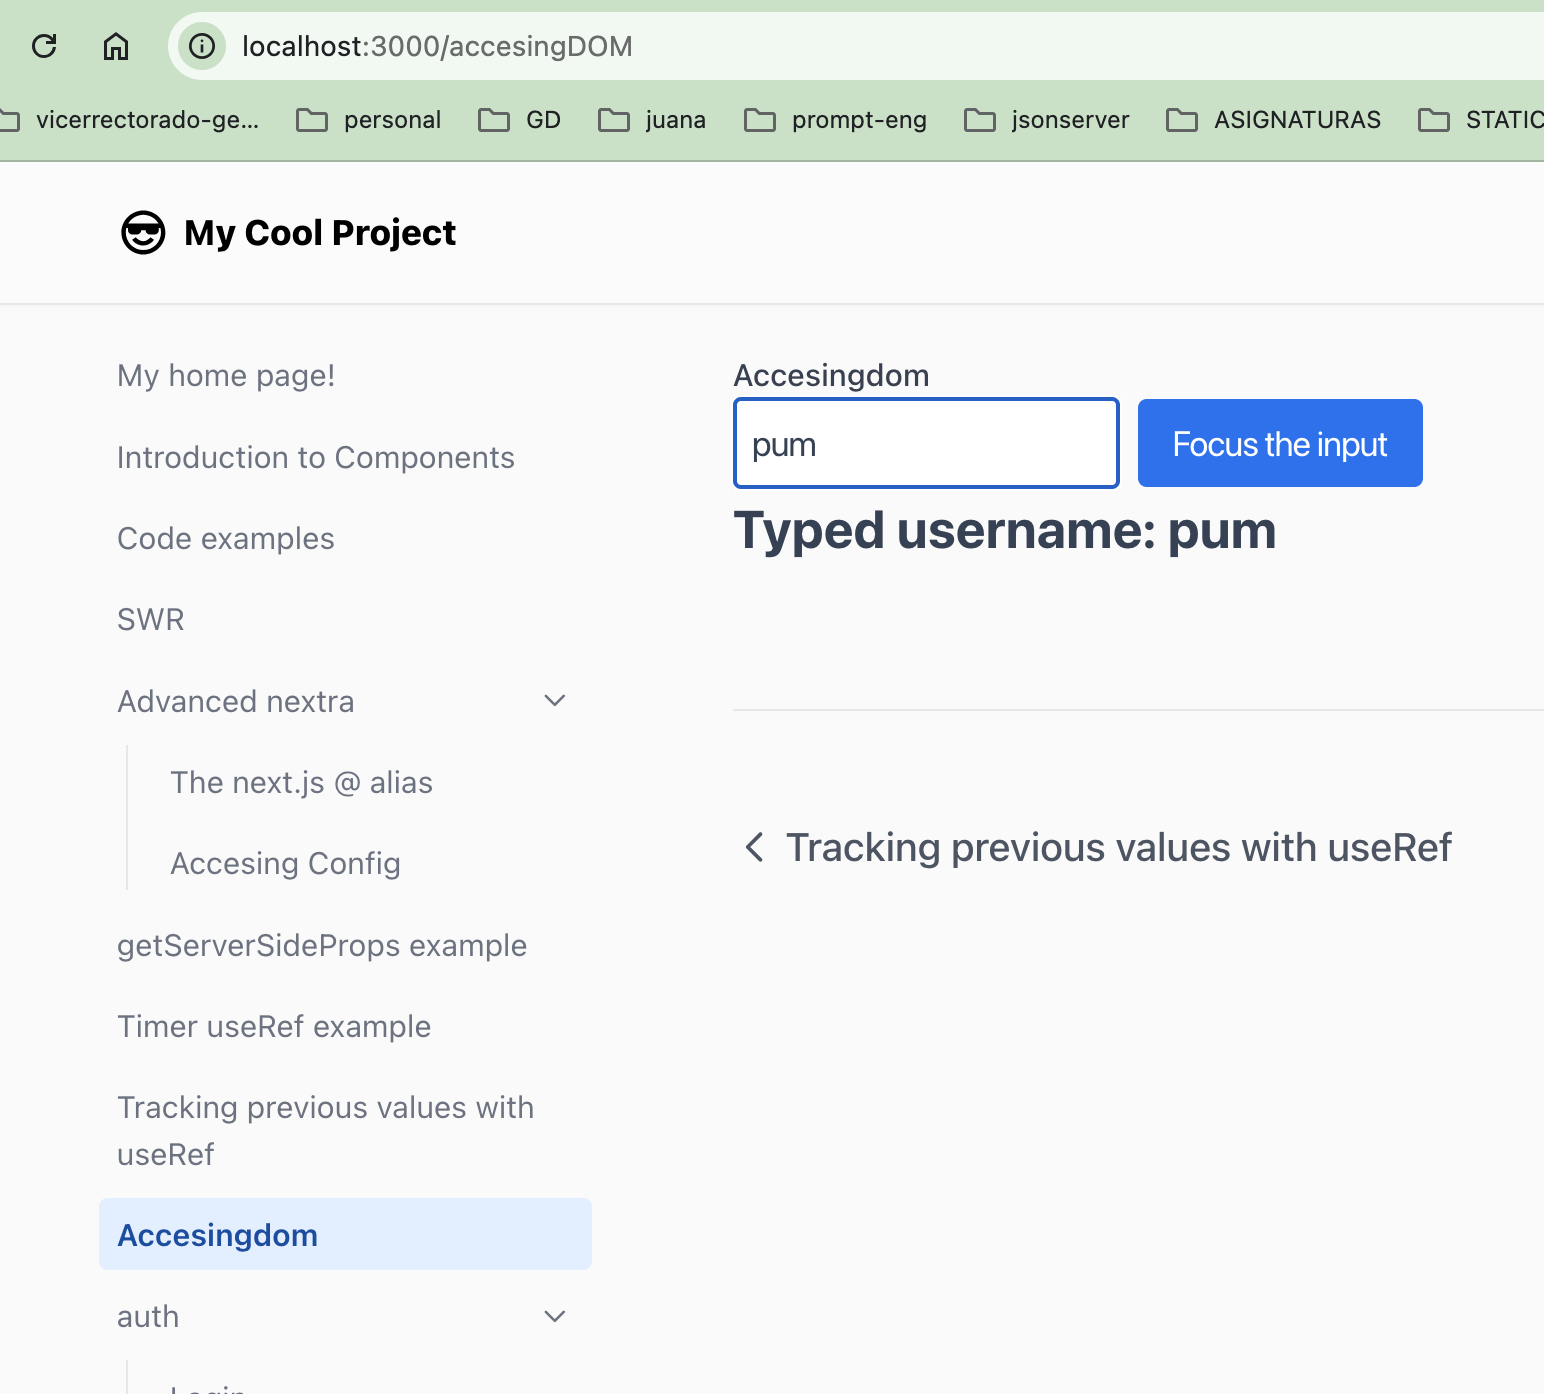 localhost:3000/accesingDOM
vicerrectorado-ge... personal GD juana prompt-eng jsonserver ASIGNATURAS STATIC
My Cool Project
My home page!
Introduction to Components
Code examples
SWR
Advanced nextra
The next.js @ alias
Accesing Config
getServerSideProps example
Timer useRef example
Tracking previous values with
useRef
Accesingdom
auth
Login
Accesingdom
pum Focus the input
Typed username: pum
Tracking previous values with useRef